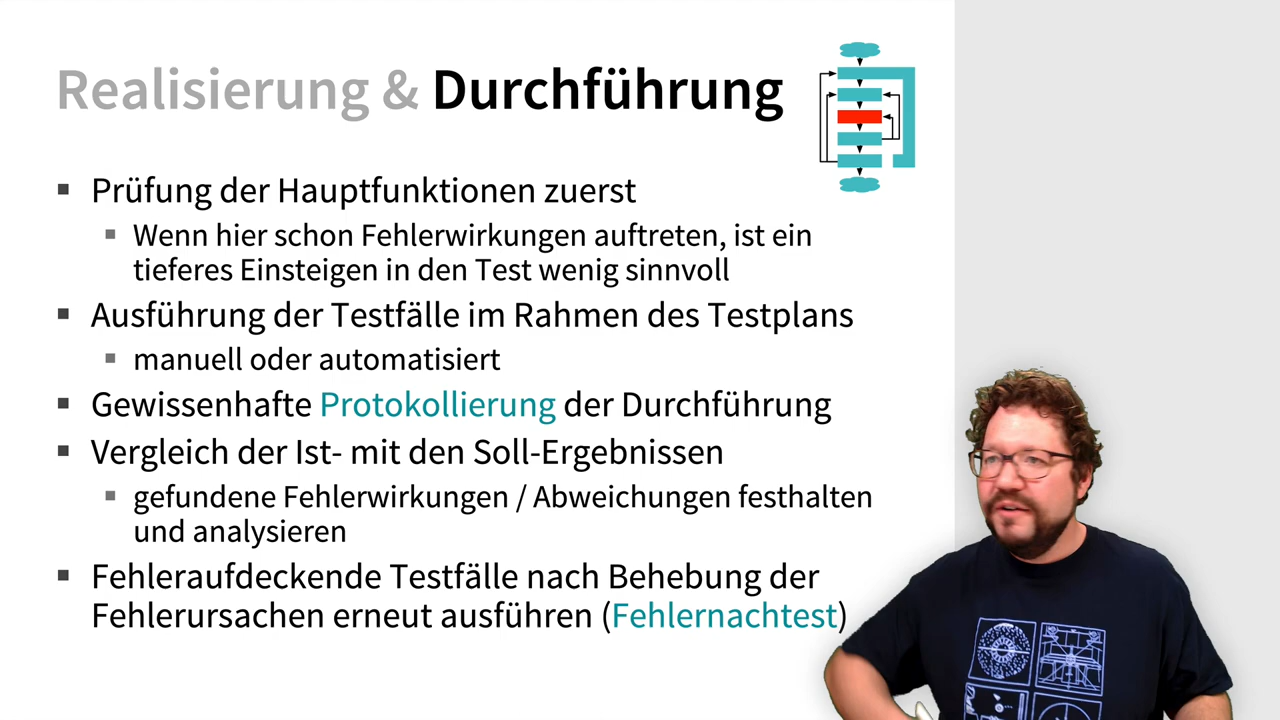 Realisierung & Durchführung
Prüfung der Hauptfunktionen zuerst
Wenn hier schon Fehlerwirkungen auftreten, ist ein
tieferes Einsteigen in den Test wenig sinnvoll
Ausführung der Testfälle im Rahmen des Testplans
manuell oder automatisiert
Gewissenhafte Protokollierung der Durchführung
Vergleich der Ist- mit den Soll-Ergebnissen
gefundene Fehlerwirkungen / Abweichungen festhalten
und analysieren
Fehleraufdeckende Testfälle nach Behebung der
Fehlerursachen erneut ausführen (Fehlernachtest)